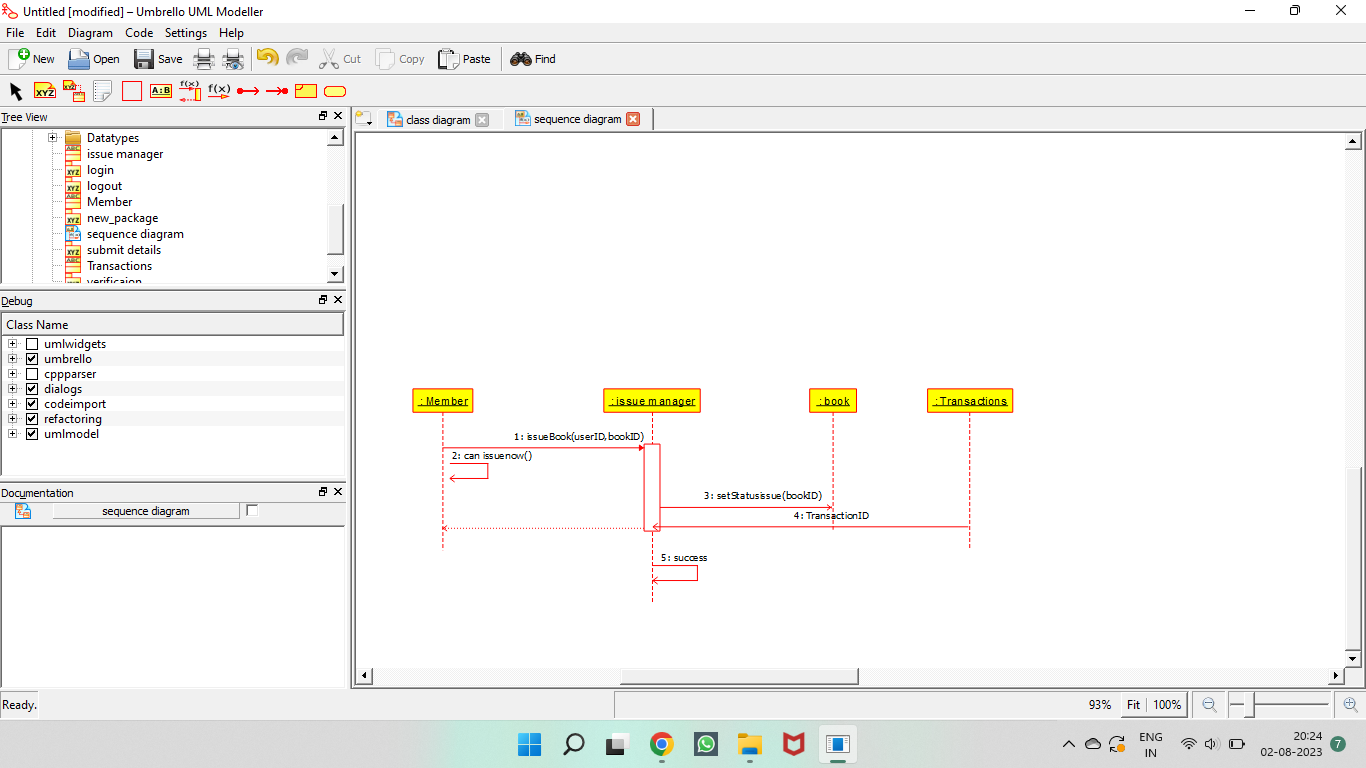 Untitled [modified] – Umbrello UML Modeller
File Edit Diagram Code Settings Help
New Open Save Cut Copy Paste Find
XYZ XYZ A:B f(x) f(x)
Tree View
class diagram sequence diagram
Datatypes
issue manager
login
logout
Member
new_package
sequence diagram
submit details
Transactions
verificaion
Debug
Class Name
umlwidgets
umbrello
cppparser
dialogs
codeimport
refactoring
umlmodel
Documentation
sequence diagram
: Member : issue manager : book : Transactions
1: issueBook(userID, bookID)
2: can issuenow()
3: setStatusissue(bookID)
4: TransactionID
5: success
Ready. 93% Fit 100%
ENG
IN
20:24
02-08-2023
7